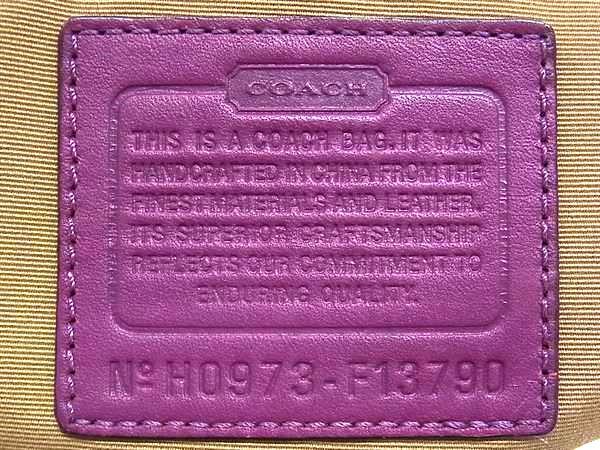 COACH
THIS IS A COACH BAG. IT WAS
HANDCRAFTED IN CHINA FROM THE
FINEST MATERIALS AND LEATHER.
ITS SUPERIOR CRAFTSMANSHIP
REFLECTS OUR COMMITMENT TO
ENDURING QUALITY.
Nº H0973-F13790